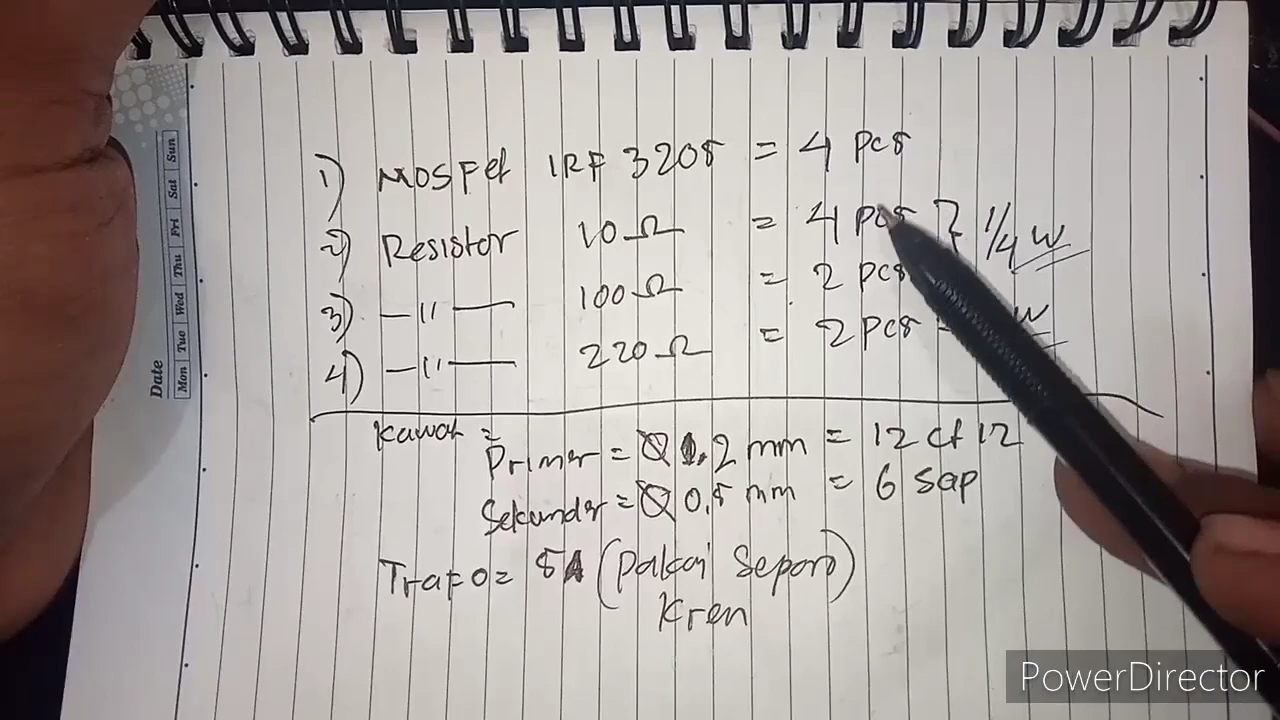 Date
Mon Tue Wed Thu Fri Sat Sun
1) MOSFet IRF 3205 = 4 pcs
2) Resistor 10Ω = 4 pcs } 1/4 w
3) -"- 100Ω = 2 pcs
4) -"- 220Ω = 2 pcs - w
Kawat =
Primer = Ø 1.2 mm = 12 ct 12
Sekunder = Ø 0,5 mm = 6 sap
Trafo = 5A (pakai separo)
Kren
PowerDirector